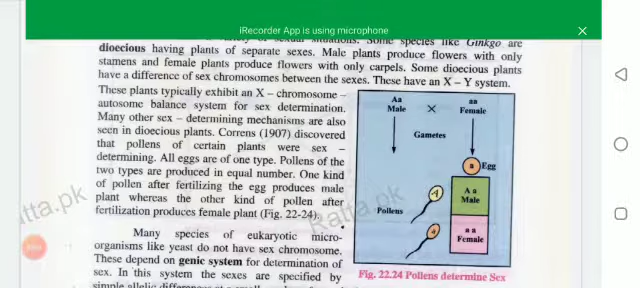 iRecorder App is using microphone
sexual situations. Some species like Ginkgo are
dioecious having plants of separate sexes. Male plants produce flowers with only
stamens and female plants produce flowers with only carpels. Some dioecious plants
have a difference of sex chromosomes between the sexes. These have an X – Y system.
These plants typically exhibit an X – chromosome –
autosome balance system for sex determination.
Many other sex – determining mechanisms are also
seen in dioecious plants. Correns (1907) discovered
that pollens of certain plants were sex –
determining. All eggs are of one type. Pollens of the
two types are produced in equal number. One kind
of pollen after fertilizing the egg produces male
plant whereas the other kind of pollen after
fertilization produces female plant (Fig. 22-24).
Many species of eukaryotic micro-
organisms like yeast do not have sex chromosome.
These depend on genic system for determination of
sex. In this system the sexes are specified by
simple allelic
Aa
Male
X
aa
Female
Gametes
a
Egg
A a
Male
A
Pollens
a
a a
Female
Fig. 22.24 Pollens determine Sex
Ratta.pk
tta.pk